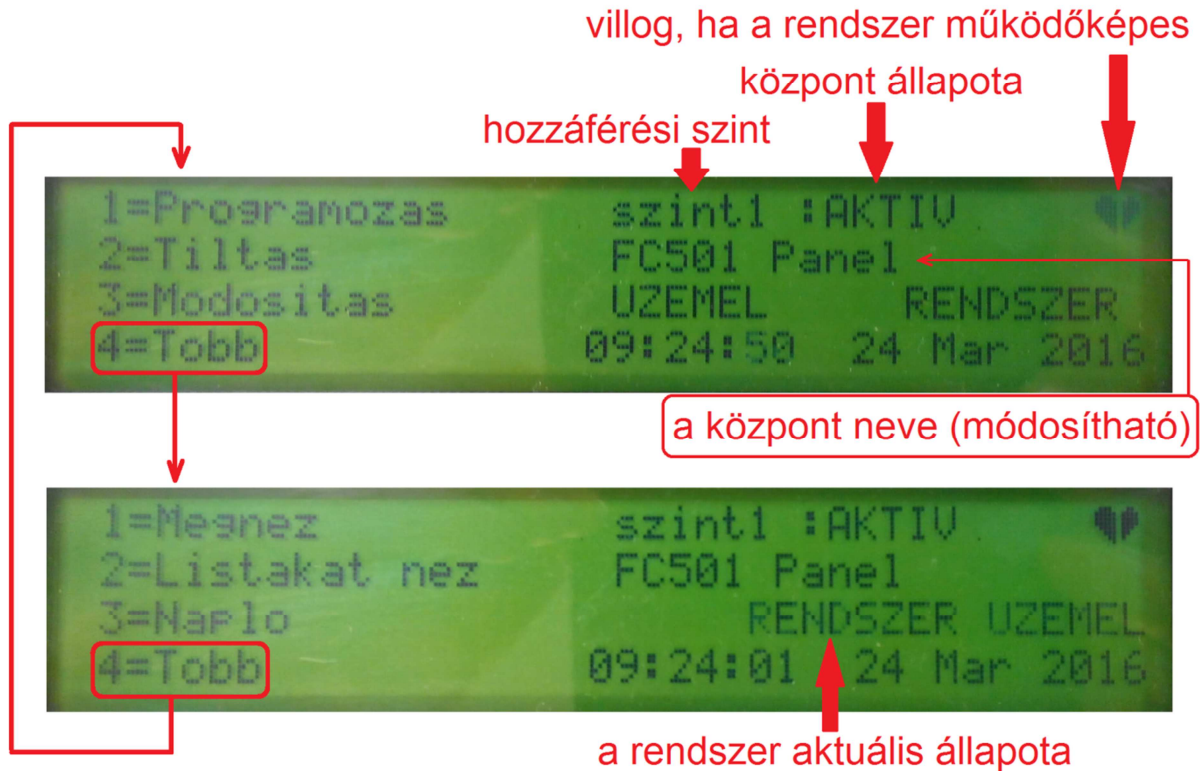 villog, ha a rendszer működőképes
központ állapota
hozzáférési szint
1=Programozas szint1 :AKTIV
2=Tiltas FC501 Panel
3=Modositas UZEMEL RENDSZER
4=Tobb 09:24:50 24 Mar 2016
a központ neve (módosítható)
1=Megnez szint1 :AKTIV
2=Listakat nez FC501 Panel
3=Naplo RENDSZER UZEMEL
4=Tobb 09:24:01 24 Mar 2016
a rendszer aktuális állapota